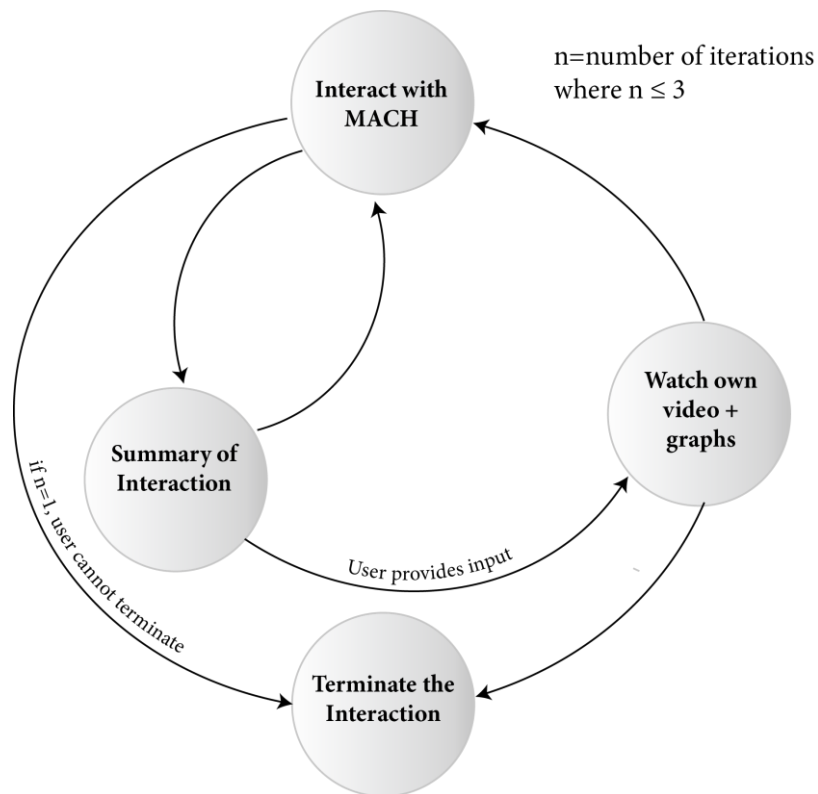 Interact with
MACH
n=number of iterations
where n ≤ 3
Watch own
video +
graphs
Summary of
Interaction
if n=1, user cannot terminate
User provides input
Terminate the
Interaction